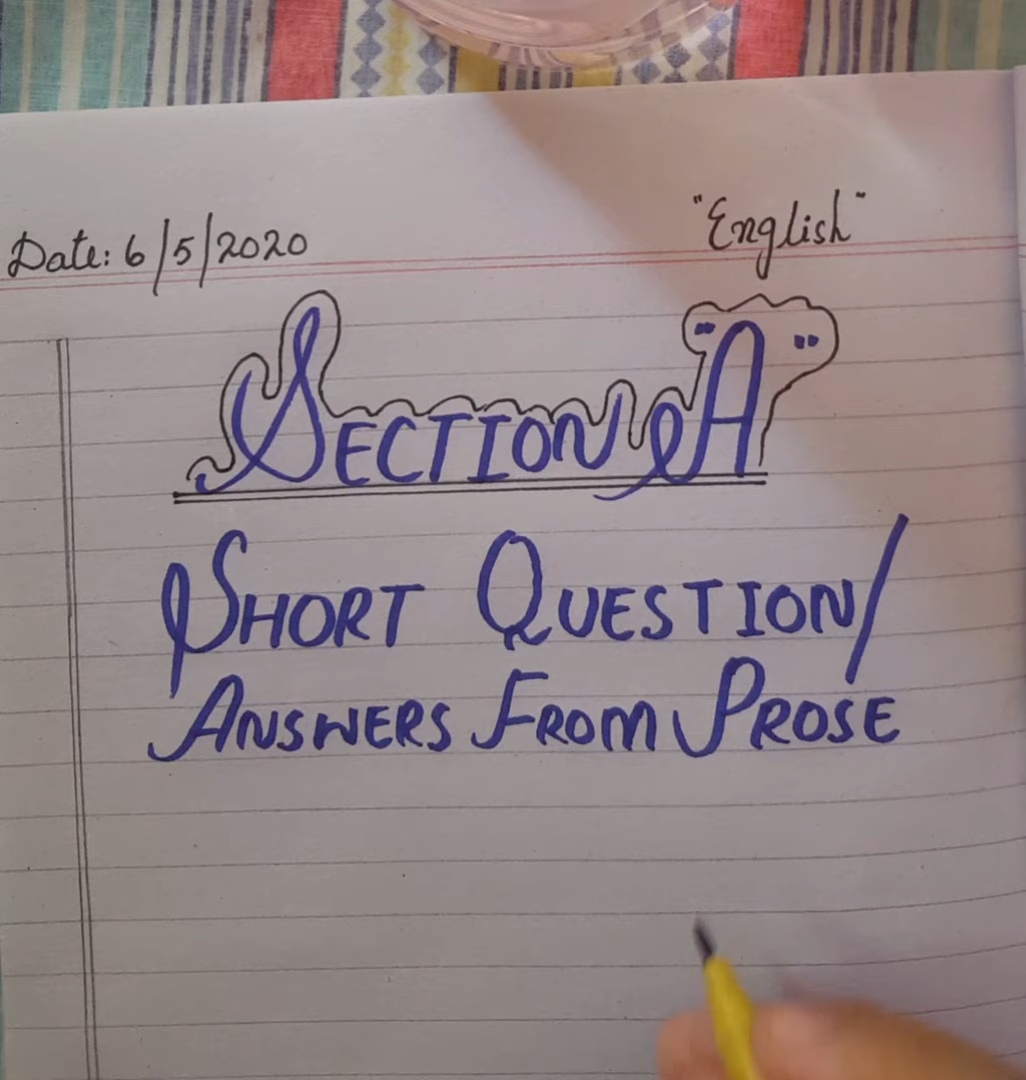 Date: 6/5/2020 "English"
SECTION "A"
SHORT QUESTION/
ANSWERS FROM PROSE